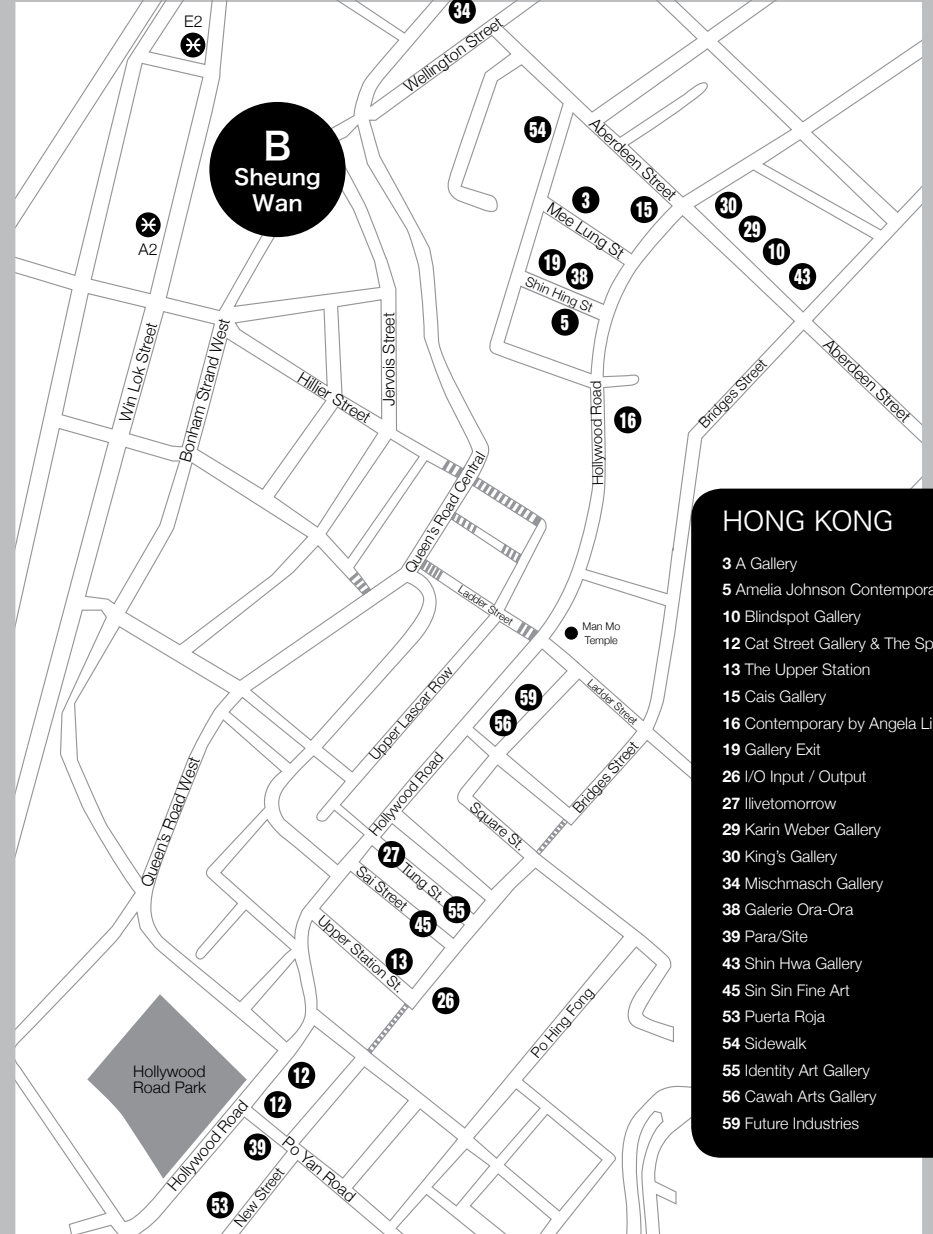 34
E2
Wellington Street
B
Sheung
Wan
54
Aberdeen Street
3
15
30
29
10
43
Mee Lung St
A2
19
38
Shin Hing St
5
Win Lok Street
Bonham Strand West
Jervois Street
Hillier Street
Hollywood Road
16
Bridges Street
Aberdeen Street
Queen's Road Central
Ladder Street
Man Mo
Temple
Ladder Street
59
56
Upper Lascar Row
Hollywood Road
Square St.
Bridges Street
Queen's Road West
27
Tung St.
Sai Street
55
45
Upper Station St.
13
26
Po Hing Fong
Hollywood
Road Park
12
12
Hollywood Road
39
Po Yan Road
53
New Street
HONG KONG
3 A Gallery
5 Amelia Johnson Contempora
10 Blindspot Gallery
12 Cat Street Gallery & The Sp
13 The Upper Station
15 Cais Gallery
16 Contemporary by Angela Li
19 Gallery Exit
26 I/O Input / Output
27 Ilivetomorrow
29 Karin Weber Gallery
30 King's Gallery
34 Mischmasch Gallery
38 Galerie Ora-Ora
39 Para/Site
43 Shin Hwa Gallery
45 Sin Sin Fine Art
53 Puerta Roja
54 Sidewalk
55 Identity Art Gallery
56 Cawah Arts Gallery
59 Future Industries